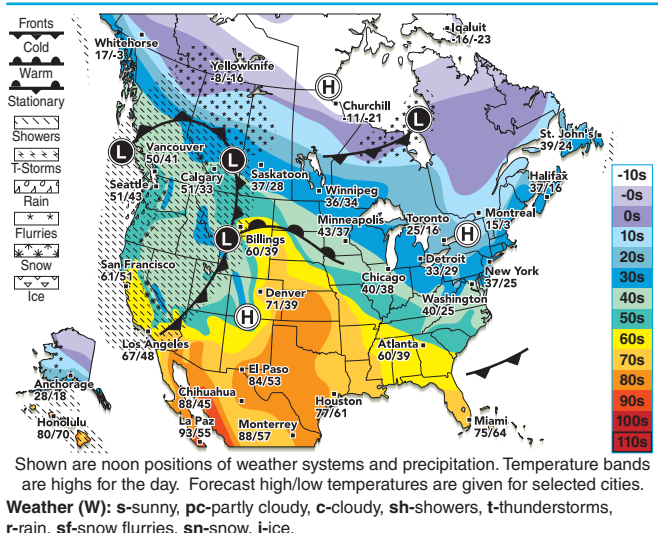 Fronts
Cold
Warm
Stationary
Showers
T-Storms
Rain
Flurries
Snow
Ice
Whitehorse
17/-3
Yellowknife
-8/-16
Iqaluit
-16/-23
H
Churchill
-11/-21
L
St. John's
39/24
L
Vancouver
50/41
L
Calgary
51/33
Saskatoon
37/28
Winnipeg
36/34
Halifax
37/16
Seattle
51/43
Minneapolis
43/37
Toronto
25/16
Montreal
15/3
H
L
Billings
60/39
Detroit
33/29
San Francisco
61/51
Chicago
40/38
New York
37/25
Denver
71/39
Washington
40/25
H
Los Angeles
67/48
Atlanta
60/39
El Paso
84/53
Anchorage
28/18
Chihuahua
88/45
Houston
77/61
Honolulu
80/70
La Paz
93/55
Monterrey
88/57
Miami
75/64
-10s
-0s
0s
10s
20s
30s
40s
50s
60s
70s
80s
90s
100s
110s
Shown are noon positions of weather systems and precipitation. Temperature bands
are highs for the day. Forecast high/low temperatures are given for selected cities.
Weather (W): s-sunny, pc-partly cloudy, c-cloudy, sh-showers, t-thunderstorms,
r-rain, sf-snow flurries, sn-snow, i-ice.